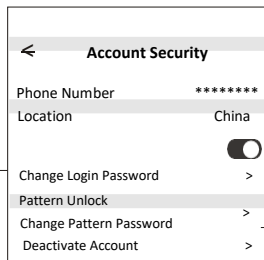 < Account Security
Phone Number ********
Location China
Change Login Password >
Pattern Unlock
Change Pattern Password >
Deactivate Account >